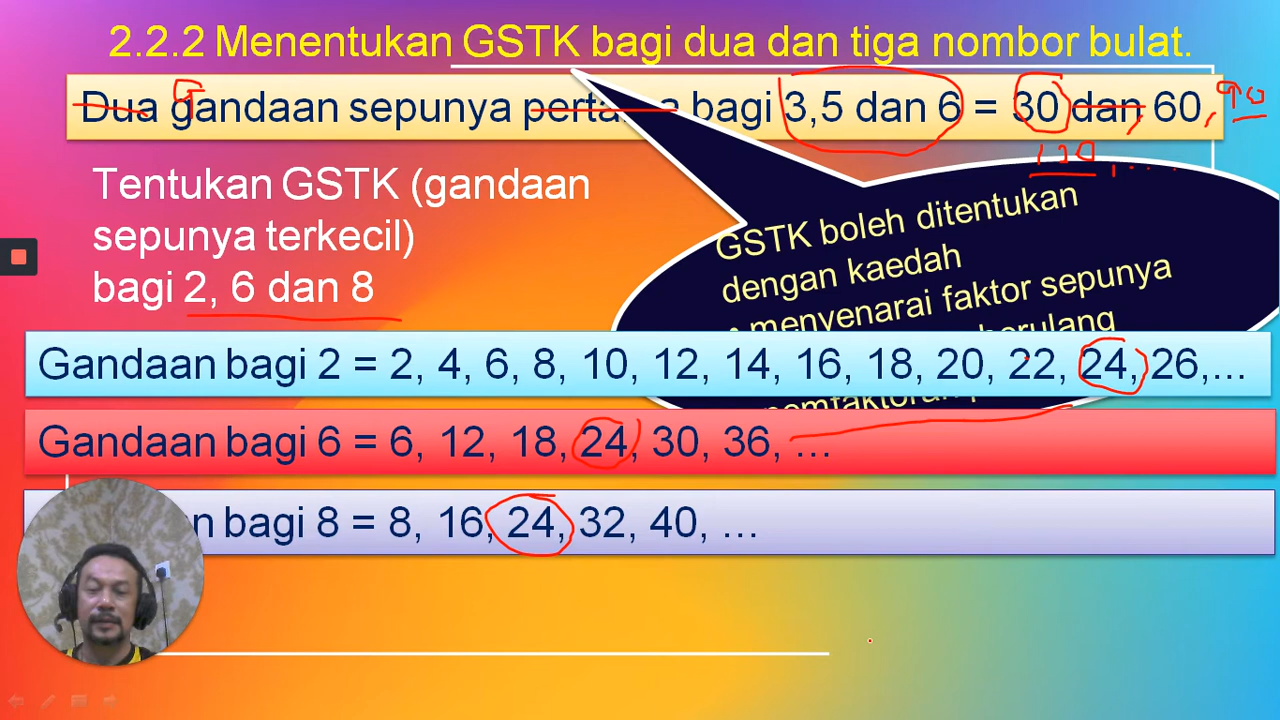 2.2.2 Menentukan GSTK bagi dua dan tiga nombor bulat.
Dua gandaan sepunya bagi 3,5 dan 6 = 30 dan 60, 90
120, ....
Tentukan GSTK (gandaan
sepunya terkecil)
bagi 2, 6 dan 8
GSTK boleh ditentukan
dengan kaedah
• menyenarai faktor sepunya
berulang
Gandaan bagi 2 = 2, 4, 6, 8, 10, 12, 14, 16, 18, 20, 22, 24, 26,...
Gandaan bagi 6 = 6, 12, 18, 24, 30, 36, ...
bagi 8 = 8, 16, 24, 32, 40, ...